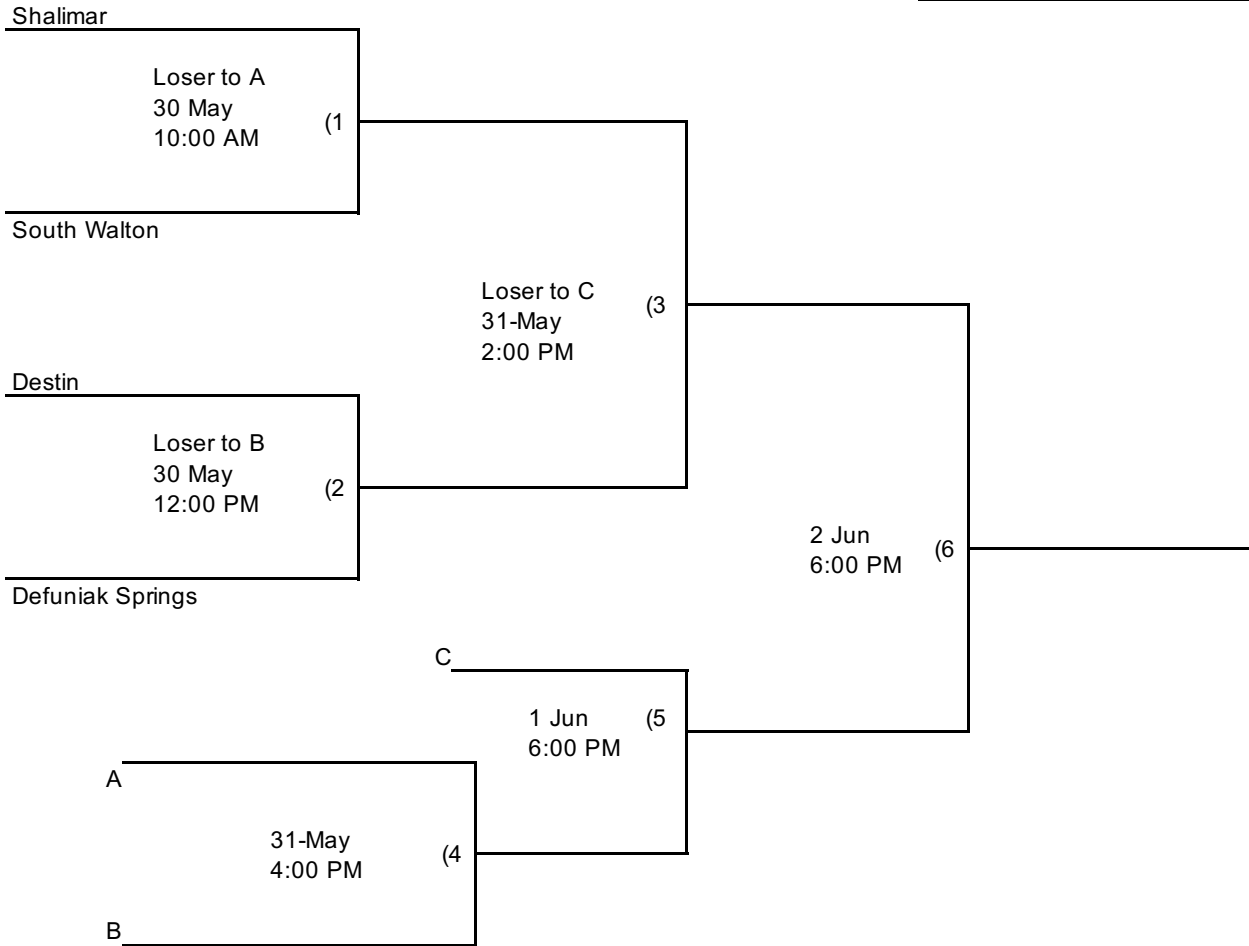 Shalimar
Loser to A
30 May
10:00 AM
(1
South Walton
Loser to C
31-May
2:00 PM
(3
Destin
Loser to B
30 May
12:00 PM
(2
Defuniak Springs
2 Jun
6:00 PM
(6
C
1 Jun
6:00 PM
(5
A
31-May
4:00 PM
(4
B